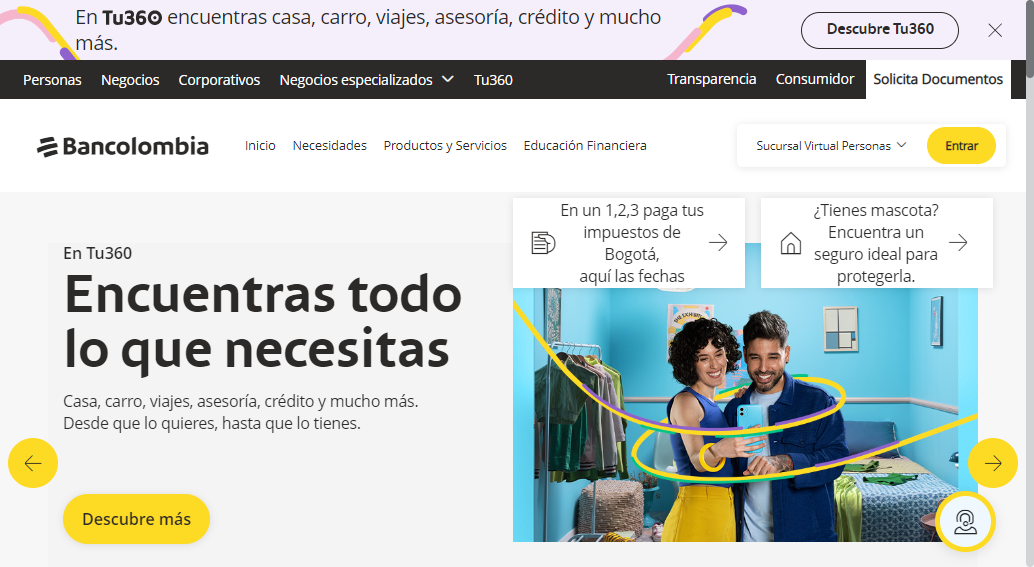 En Tu360 encuentras casa, carro, viajes, asesoría, crédito y mucho
más.
Descubre Tu360
Personas Negocios Corporativos Negocios especializados Tu360 Transparencia Consumidor Solicita Documentos
Bancolombia Inicio Necesidades Productos y Servicios Educación Financiera Sucursal Virtual Personas Entrar
En un 1,2,3 paga tus
impuestos de
Bogotá,
aquí las fechas
¿Tienes mascota?
Encuentra un
seguro ideal para
protegerla.
En Tu360
Encuentras todo
lo que necesitas
Casa, carro, viajes, asesoría, crédito y mucho más.
Desde que lo quieres, hasta que lo tienes.
Descubre más